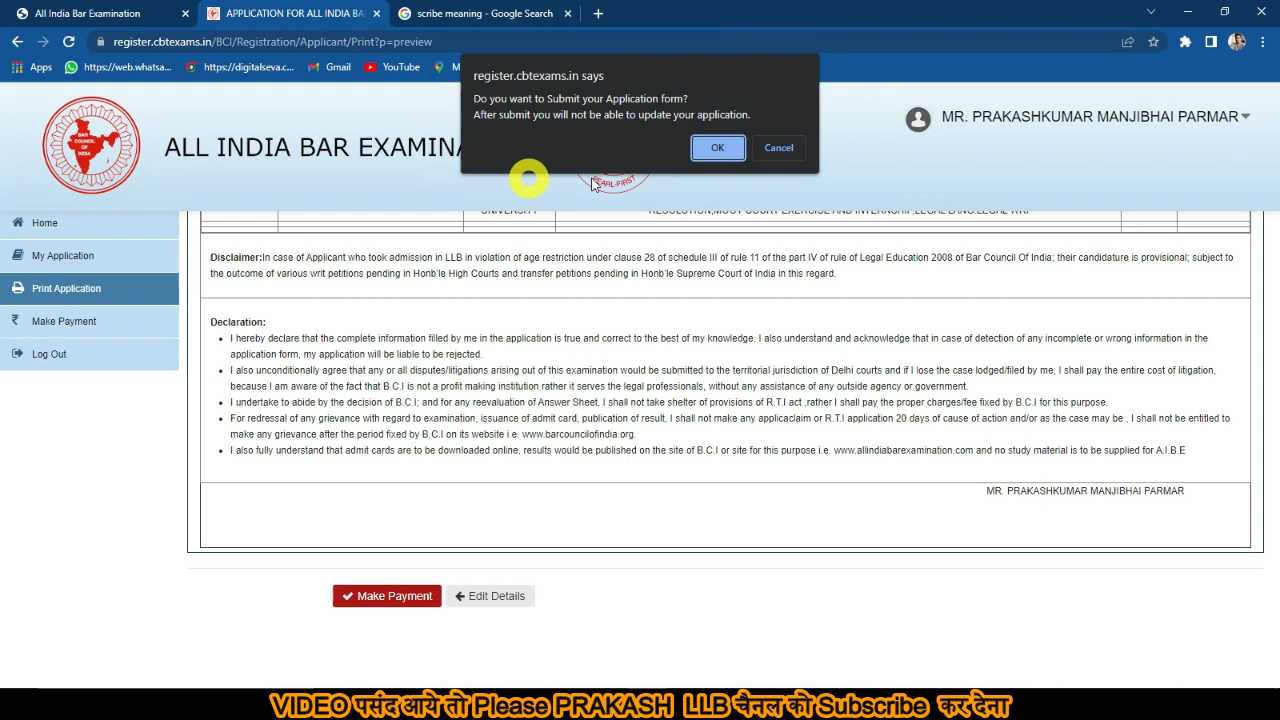 All India Bar Examination
APPLICATION FOR ALL INDIA BA
scribe meaning - Google Search
register.cbtexams.in/BCI/Registration/Applicant/Print?p=preview
Apps
https://web.whatsa...
https://digitalseva.c...
Gmail
YouTube
M
register.cbtexams.in says
Do you want to Submit your Application form?
After submit you will not be able to update your application.
OK
Cancel
BAR COUNCIL OF INDIA
ALL INDIA BAR EXAMINA
PEARL-FIRST
MR. PRAKASHKUMAR MANJIBHAI PARMAR
Home
My Application
Print Application
Make Payment
Log Out
UNIVERSITY
RESOLUTION,MOOT COURT EXERCISE AND INTERNSHIP,LEGAL LANG.LEGAL WRI
Disclaimer:In case of Applicant who took admission in LLB in violation of age restriction under clause 28 of schedule III of rule 11 of the part IV of rule of Legal Education 2008 of Bar Council Of India; their candidature is provisional; subject to
the outcome of various writ petitions pending in Honb'le High Courts and transfer petitions pending in Honb'le Supreme Court of India in this regard.
Declaration:
I hereby declare that the complete information filled by me in the application is true and correct to the best of my knowledge. I also understand and acknowledge that in case of detection of any incomplete or wrong information in the
application form, my application will be liable to be rejected.
I also unconditionally agree that any or all disputes/litigations arising out of this examination would be submitted to the territorial jurisdiction of Delhi courts and if I lose the case lodged/filed by me, I shall pay the entire cost of litigation,
because I am aware of the fact that B.C.I is not a profit making institution rather it serves the legal professionals, without any assistance of any outside agency or government.
I undertake to abide by the decision of B.C.I; and for any reevaluation of Answer Sheet, I shall not take shelter of provisions of R.T.I act ,rather I shall pay the proper charges/fee fixed by B.C.I for this purpose.
For redressal of any grievance with regard to examination, issuance of admit card, publication of result, I shall not make any applicaclaim or R.T.I application 20 days of cause of action and/or as the case may be , I shall not be entitled to
make any grievance after the period fixed by B.C.I on its website i.e. www.barcouncilofindia.org.
I also fully understand that admit cards are to be downloaded online, results would be published on the site of B.C.I or site for this purpose i.e. www.allindiabarexamination.com and no study material is to be supplied for A.I.B.E
MR. PRAKASHKUMAR MANJIBHAI PARMAR
Make Payment
Edit Details
VIDEO पसंद आये तो Please PRAKASH LLB चैनल को Subscribe कर देना